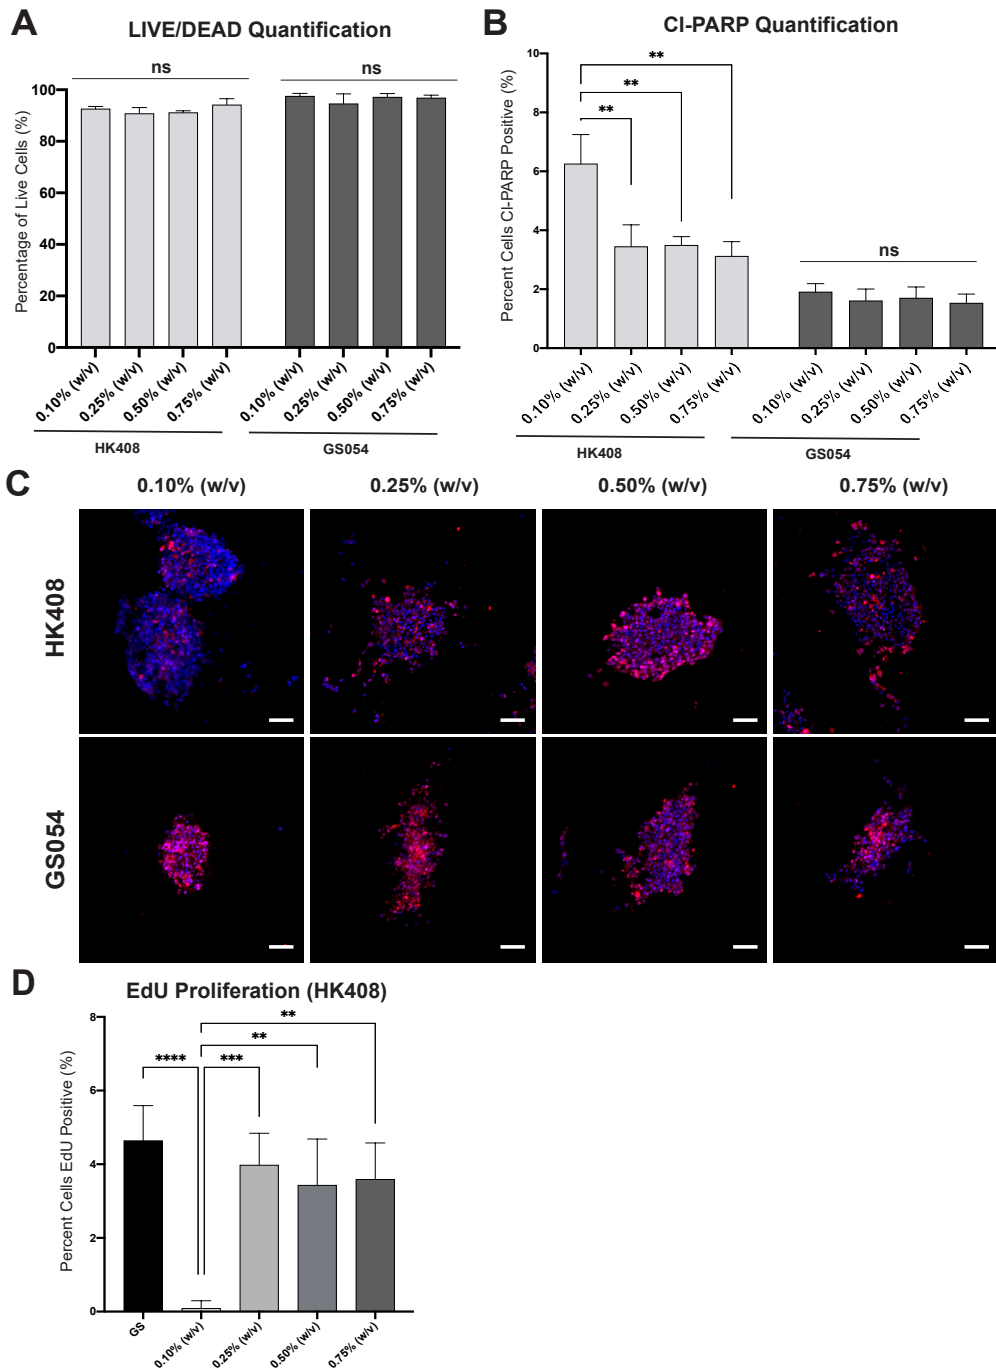 A
LIVE/DEAD Quantification
Percentage of Live Cells (%)
100
80
60
40
20
0
ns
ns
0.10% (w/v)
0.25% (w/v)
0.50% (w/v)
0.75% (w/v)
0.10% (w/v)
0.25% (w/v)
0.50% (w/v)
0.75% (w/v)
HK408
GS054
B
Cl-PARP Quantification
Percent Cells Cl-PARP Positive (%)
10
8
6
4
2
0
**
**
**
ns
0.10% (w/v)
0.25% (w/v)
0.50% (w/v)
0.75% (w/v)
0.10% (w/v)
0.25% (w/v)
0.50% (w/v)
0.75% (w/v)
HK408
GS054
C
0.10% (w/v)
0.25% (w/v)
0.50% (w/v)
0.75% (w/v)
HK408
GS054
D
EdU Proliferation (HK408)
Percent Cells EdU Positive (%)
8
6
4
2
0
**
**
****
***
GS
0.10% (w/v)
0.25% (w/v)
0.50% (w/v)
0.75% (w/v)